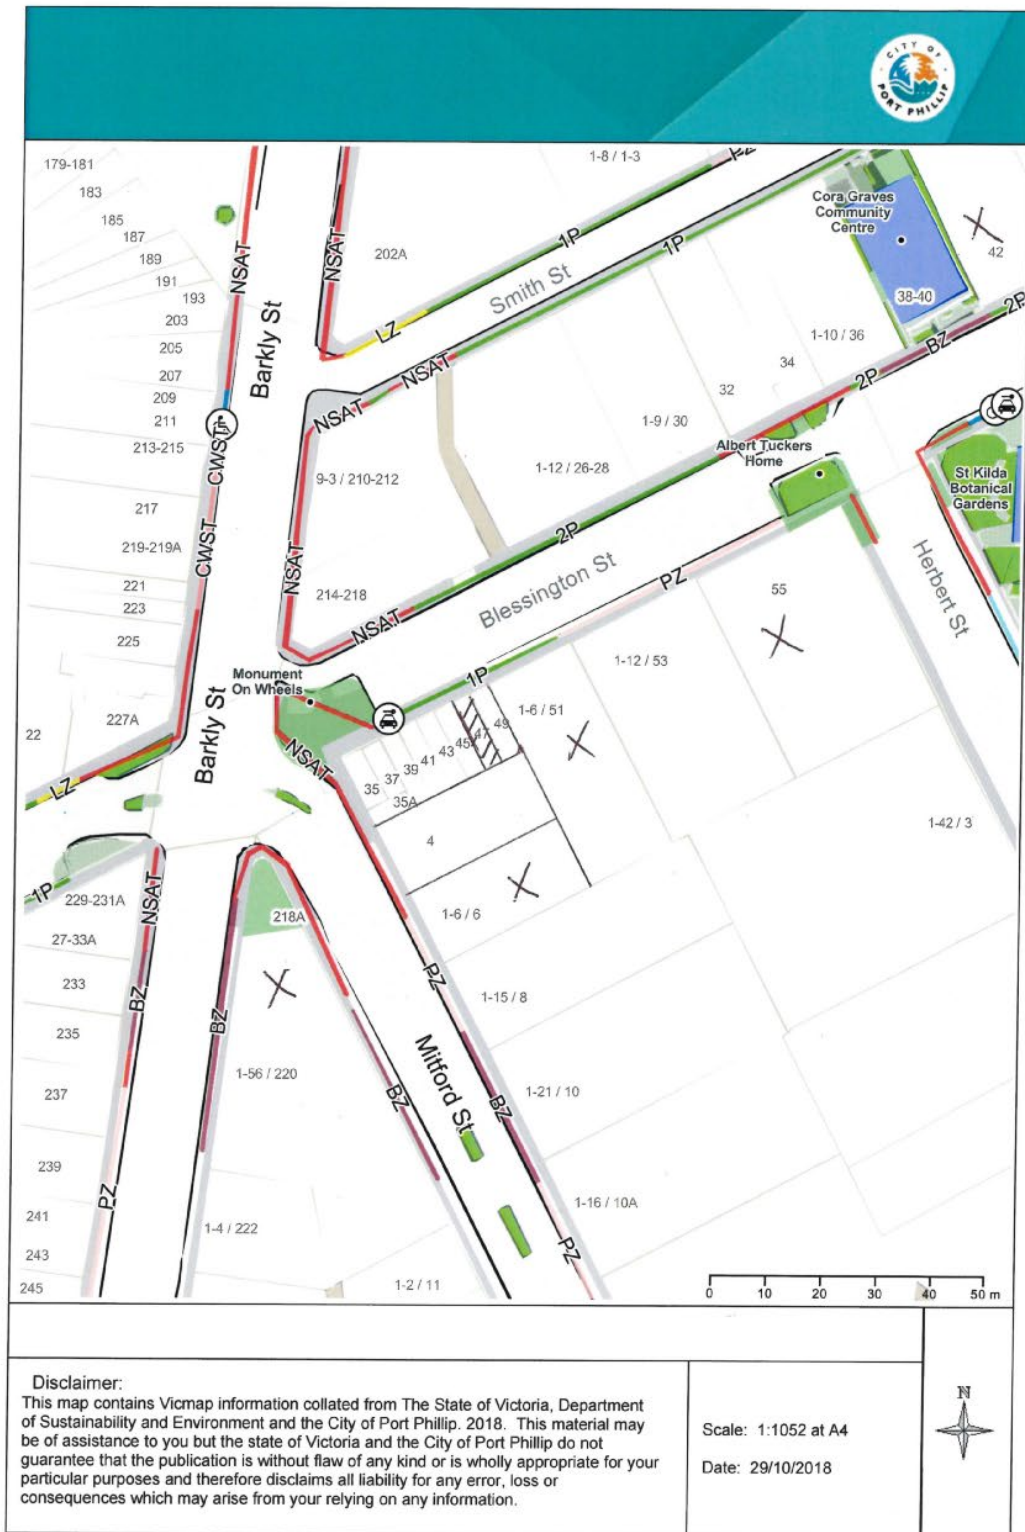 CITY OF
PORT PHILLIP
179-181
183
185
187
189
191
193
203
205
207
209
211
213-215
217
219-219A
221
223
225
227A
22
NSAT
Barkly St
NSAT
202A
LZ
1P
Smith St
1P
1-8 / 1-3
PZ
Cora Graves
Community
Centre
42
38-40
2P
BZ
1-10 / 36
34
2P
32
1-9 / 30
NSAT
NSAT
CWST
CWST
9-3 / 210-212
1-12 / 26-28
Albert Tuckers
Home
St Kilda
Botanical
Gardens
2P
NSAT
214-218
NSAT
Blessington St
PZ
55
Herbert St
Monument
On Wheels
1P
1-12 / 53
Barkly St
1-6 / 51
49
47
45
43
41
39
37
35
35A
NSAT
LZ
4
1-42 / 3
1P
229-231A
NSAT
218A
1-6 / 6
27-33A
233
BZ
BZ
PZ
1-15 / 8
235
237
1-56 / 220
BZ
Mitford St
BZ
1-21 / 10
239
PZ
241
1-4 / 222
1-16 / 10A
243
PZ
245
1-2 / 11
0 10 20 30 40 50 m
Disclaimer:
This map contains Vicmap information collated from The State of Victoria, Department
of Sustainability and Environment and the City of Port Phillip. 2018. This material may
be of assistance to you but the state of Victoria and the City of Port Phillip do not
guarantee that the publication is without flaw of any kind or is wholly appropriate for your
particular purposes and therefore disclaims all liability for any error, loss or
consequences which may arise from your relying on any information.
Scale: 1:1052 at A4
Date: 29/10/2018
N